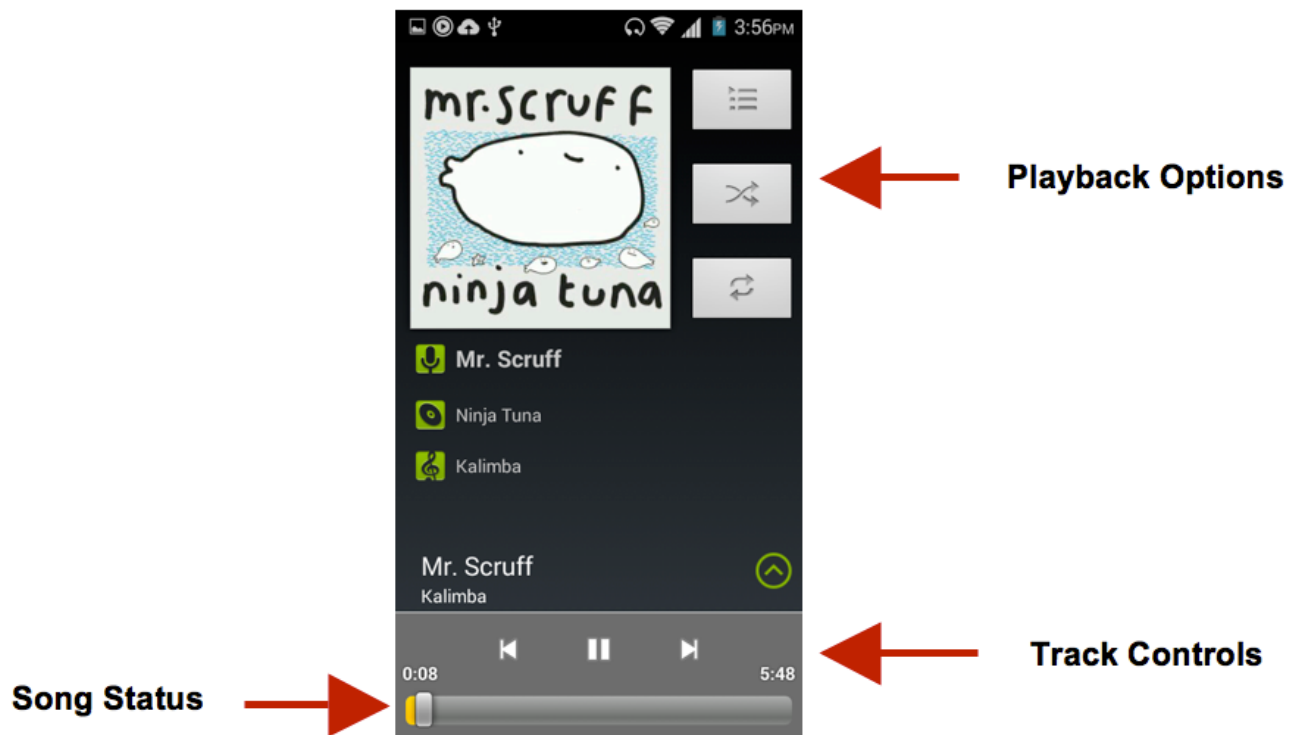 3:56PM
mr.scruff
ninja tuna
Playback Options
Mr. Scruff
Ninja Tuna
Kalimba
Mr. Scruff
Kalimba
Track Controls
0:08
5:48
Song Status